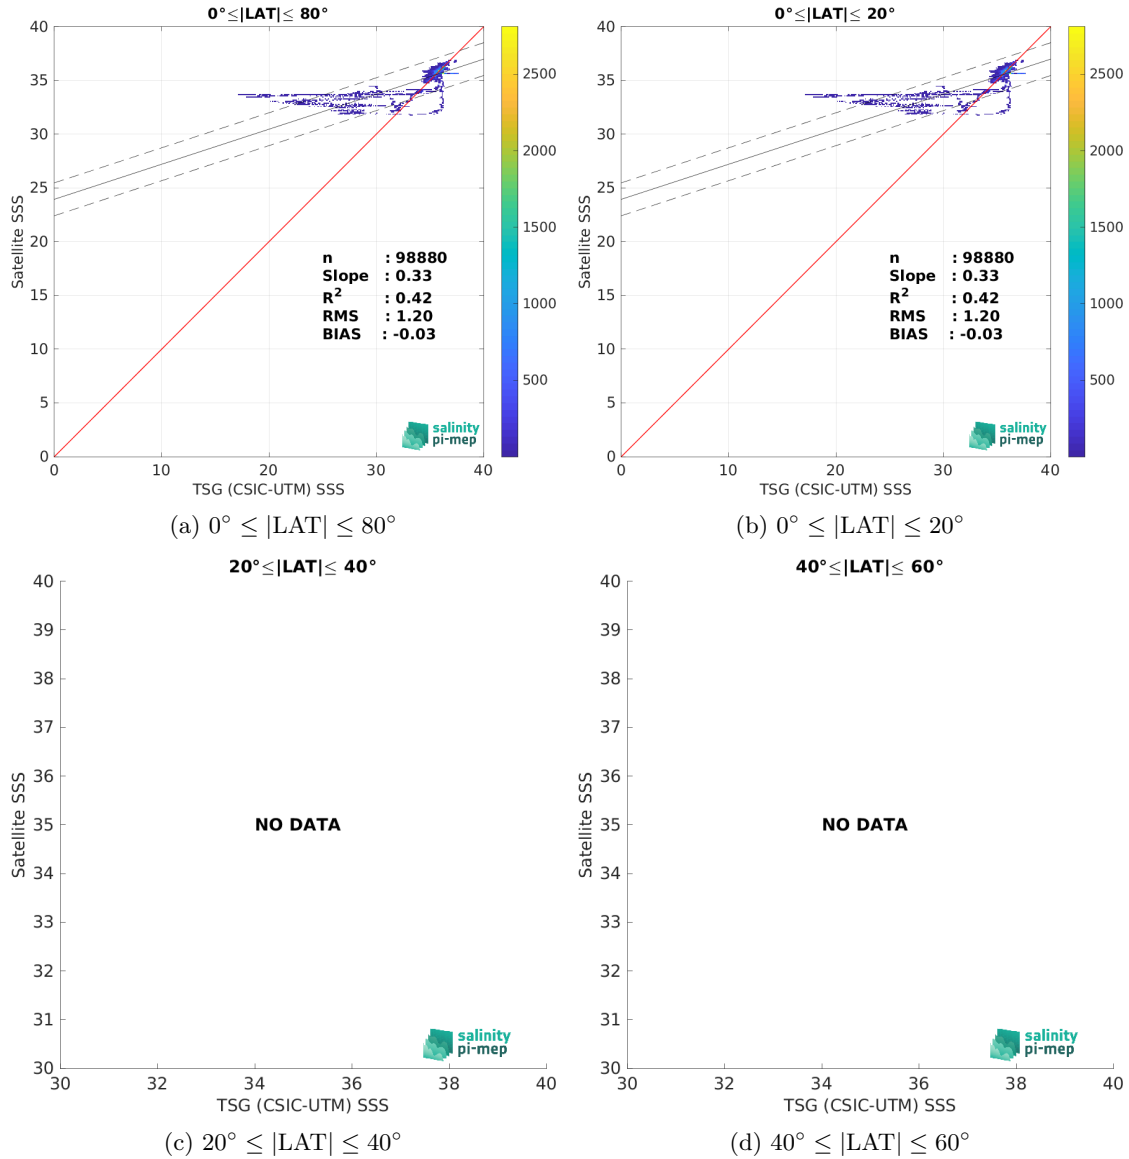 0°≤|LAT|≤ 80°
40
35
30
25
20
15
10
5
0
Satellite SSS
n : 98880
Slope : 0.33
R² : 0.42
RMS : 1.20
BIAS : -0.03
salinity
pi-mep
0 10 20 30 40
TSG (CSIC-UTM) SSS
2500
2000
1500
1000
500
(a) 0° ≤ |LAT| ≤ 80°
0°≤|LAT|≤ 20°
40
35
30
25
20
15
10
5
0
Satellite SSS
n : 98880
Slope : 0.33
R² : 0.42
RMS : 1.20
BIAS : -0.03
salinity
pi-mep
0 10 20 30 40
TSG (CSIC-UTM) SSS
2500
2000
1500
1000
500
(b) 0° ≤ |LAT| ≤ 20°
20°≤|LAT|≤ 40°
40
39
38
37
36
35
34
33
32
31
30
Satellite SSS
NO DATA
salinity
pi-mep
30 32 34 36 38 40
TSG (CSIC-UTM) SSS
(c) 20° ≤ |LAT| ≤ 40°
40°≤|LAT|≤ 60°
40
39
38
37
36
35
34
33
32
31
30
Satellite SSS
NO DATA
salinity
pi-mep
30 32 34 36 38 40
TSG (CSIC-UTM) SSS
(d) 40° ≤ |LAT| ≤ 60°